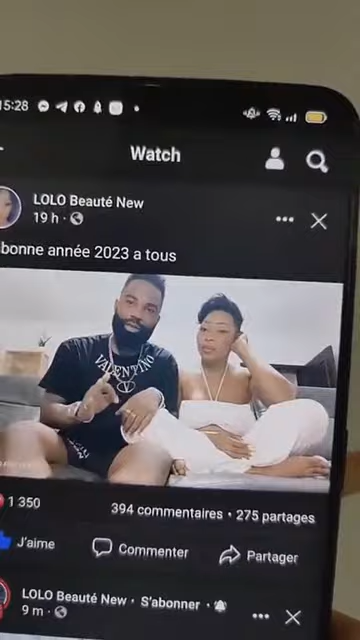 15:28
Watch
LOLO Beauté New
19 h ·
bonne année 2023 a tous
VALENTINO
1 350
394 commentaires · 275 partages
J'aime
Commenter
Partager
LOLO Beauté New · S'abonner ·
9 m ·